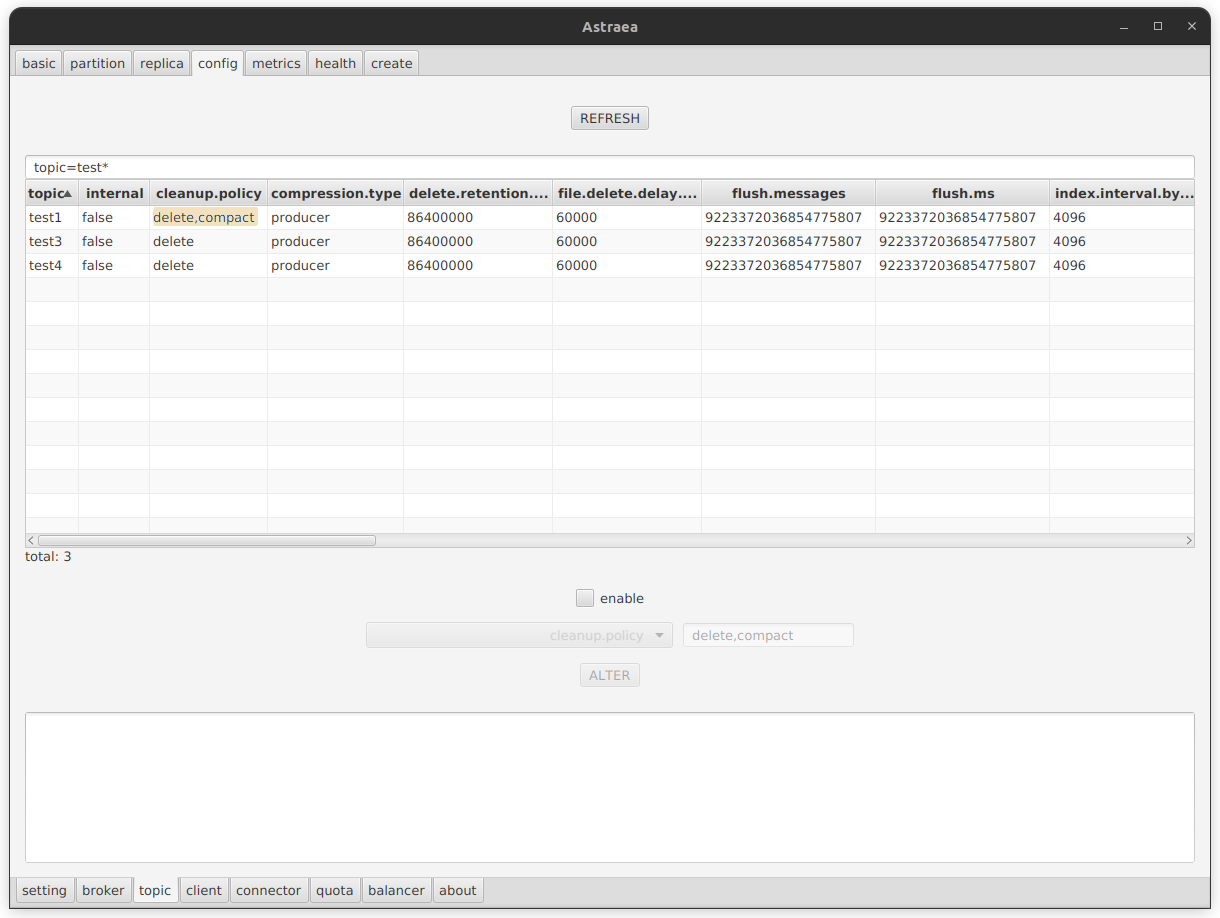 Astraea
basic partition replica config metrics health create
REFRESH
topic=test*
topic internal cleanup.policy compression.type delete.retention.... file.delete.delay.... flush.messages flush.ms index.interval.by...
test1 false delete,compact producer 86400000 60000 9223372036854775807 9223372036854775807 4096
test3 false delete producer 86400000 60000 9223372036854775807 9223372036854775807 4096
test4 false delete producer 86400000 60000 9223372036854775807 9223372036854775807 4096
total: 3
enable
cleanup.policy delete,compact
ALTER
setting broker topic client connector quota balancer about